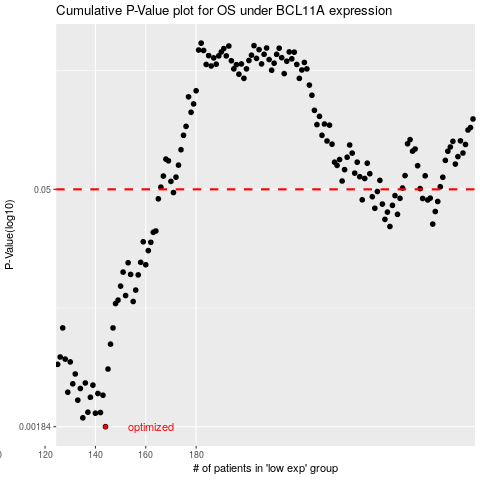 Cumulative P-Value plot for OS under BCL11A expression
P-Value(log10)
0.05
0.00184
optimized
0 120 140 160 180
# of patients in 'low exp' group